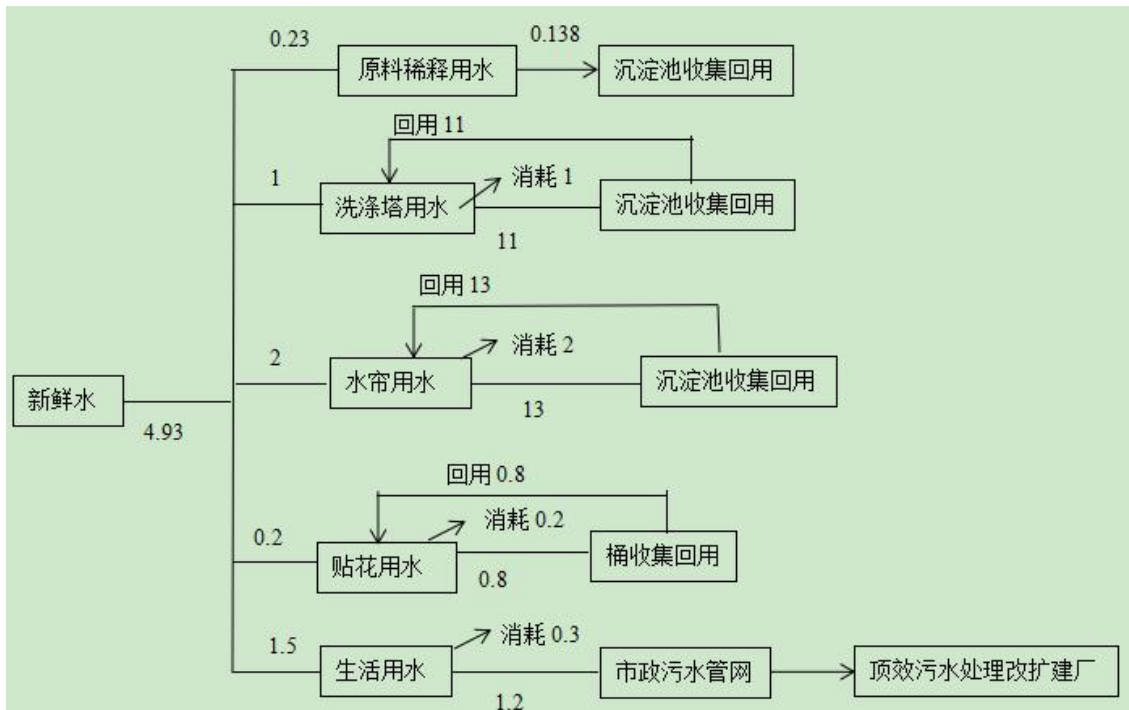 0.23
0.138
原料稀释用水
沉淀池收集回用
回用 11
1
消耗 1
洗涤塔用水
沉淀池收集回用
11
回用 13
2
消耗 2
水帘用水
沉淀池收集回用
13
新鲜水
4.93
回用 0.8
0.2
消耗 0.2
贴花用水
桶收集回用
0.8
1.5
消耗 0.3
生活用水
市政污水管网
顶效污水处理改扩建厂
1.2